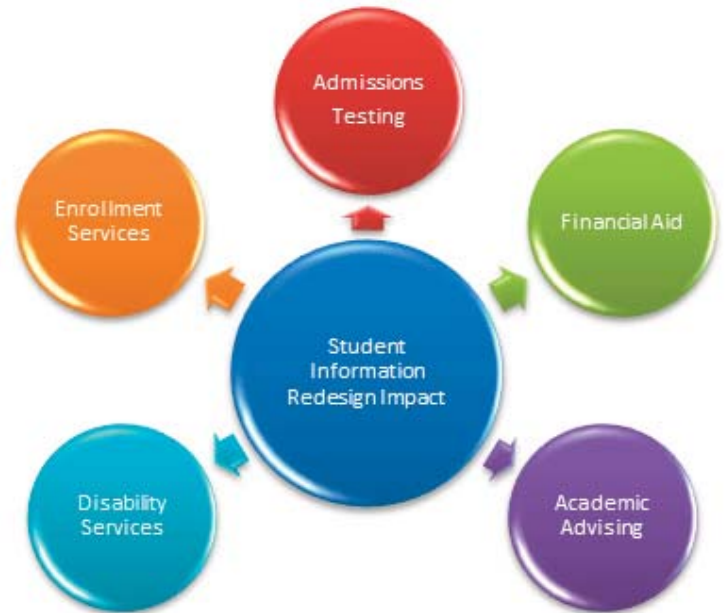 Admissions
Testing
Enrollment
Services
Financial Aid
Student
Information
Redesign Impact
Disability
Services
Academic
Advising